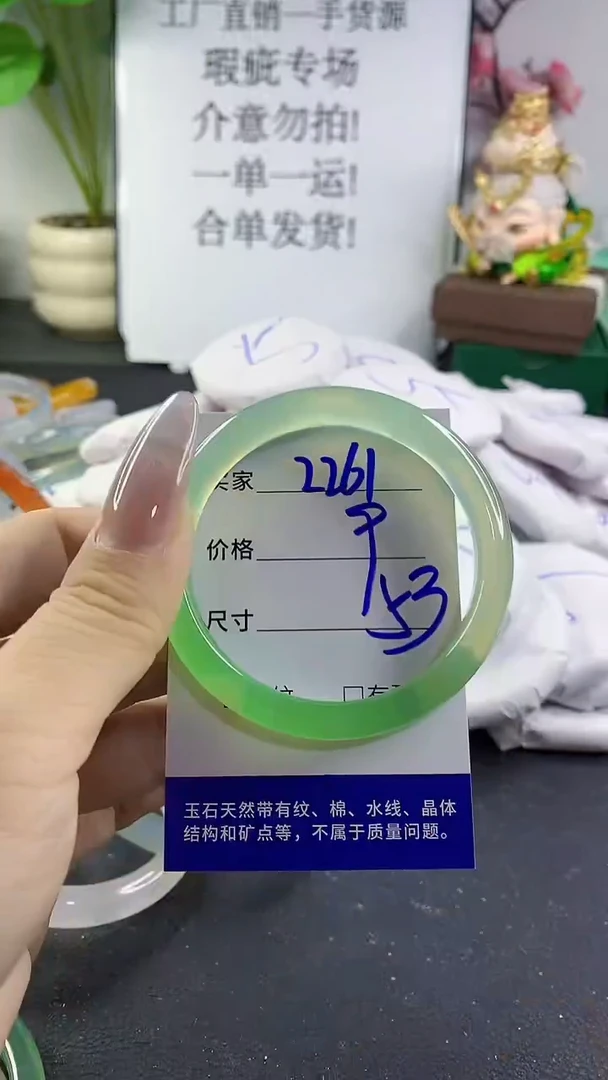 工厂直销一手货源
瑕疵专场
介意勿拍!
一单一运!
合单发货!
买家 2261
价格
尺寸 53
玉石天然带有纹、棉、水线、晶体
结构和矿点等，不属于质量问题。